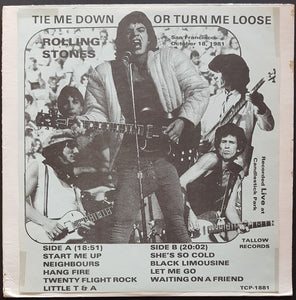 TIE ME DOWN OR TURN ME LOOSE
ROLLING
STONES
San Francisco
October 18, 1981
Recorded Live at
Candlestick Park
TALLOW
RECORDS
SIDE A (18:51)
START ME UP
NEIGHBOURS
HANG FIRE
TWENTY FLIGHT ROCK
LITTLE T & A
SIDE B (20:02)
SHE'S SO COLD
BLACK LIMOUSINE
LET ME GO
WAITING ON A FRIEND
TCP-1881